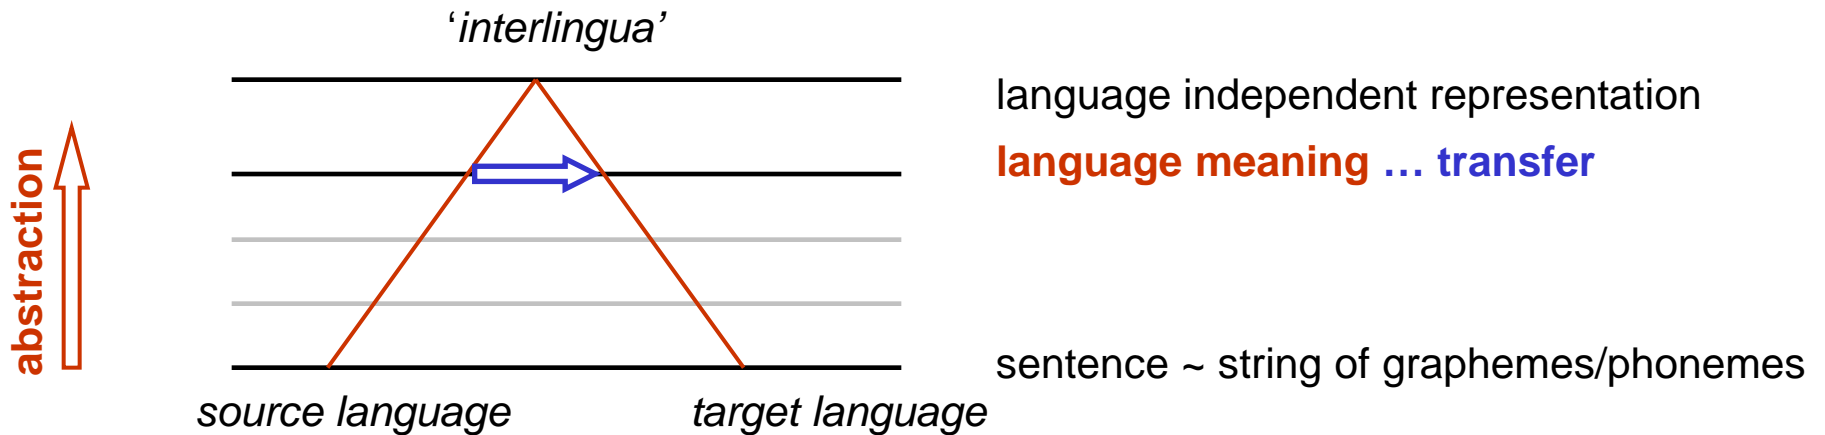 ‘interlingua’
language independent representation
language meaning … transfer
abstraction
sentence ~ string of graphemes/phonemes
source language
target language